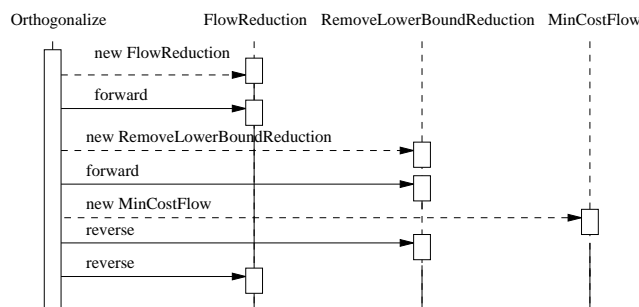 Orthogonalize FlowReduction RemoveLowerBoundReduction MinCostFlow
new FlowReduction
forward
new RemoveLowerBoundReduction
forward
new MinCostFlow
reverse
reverse